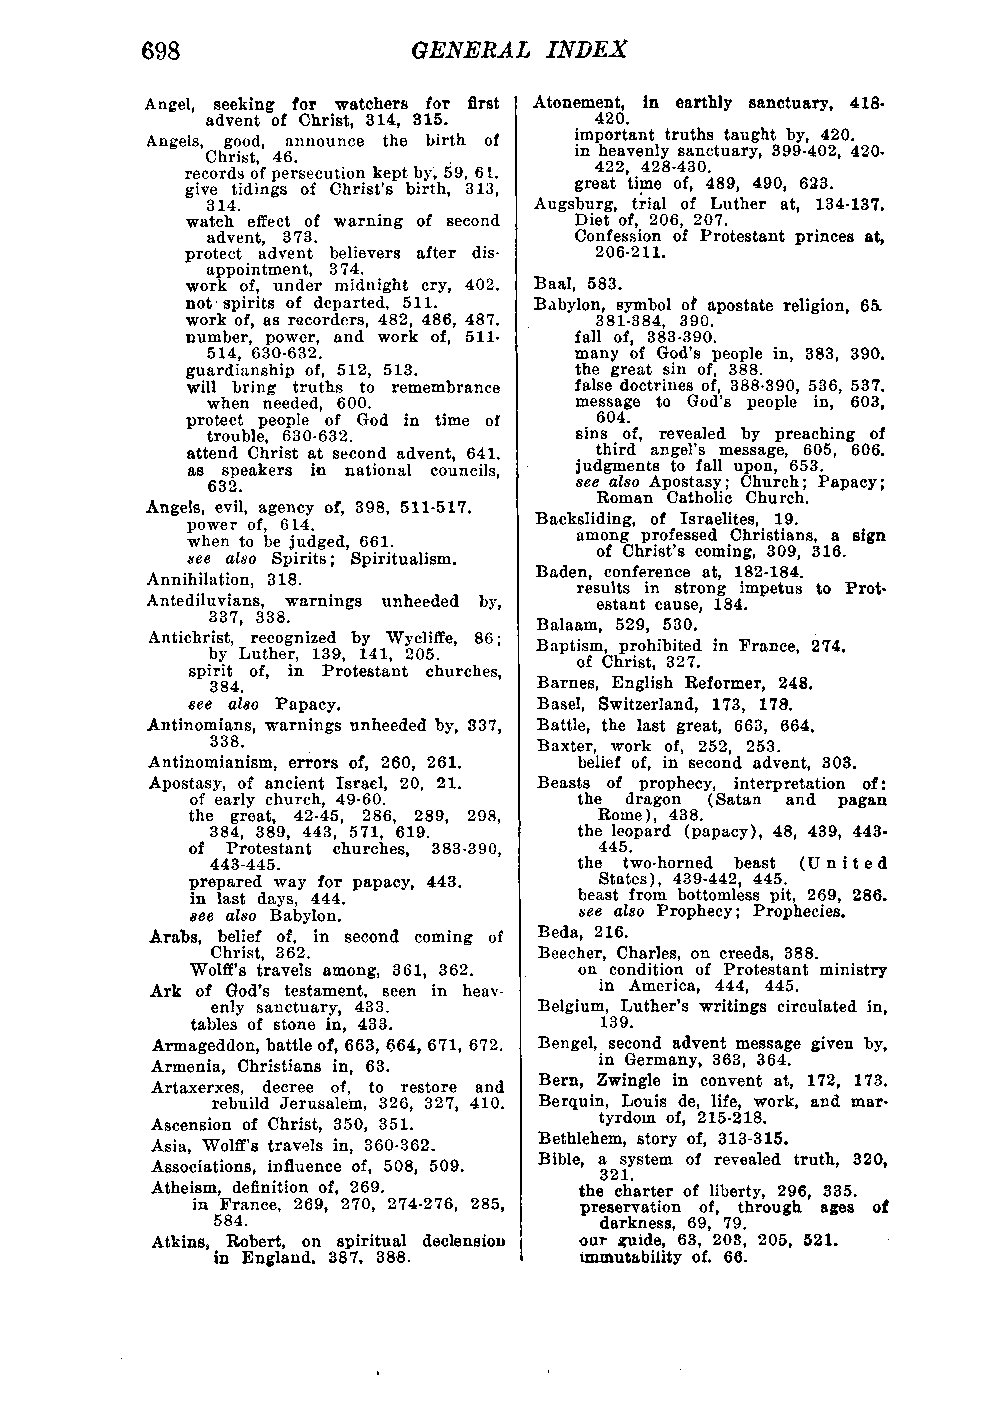 698 GENERAL INDEX
Angel, seeking for watchers for first
advent of Christ, 314, 315.
Angels, good, announce the birth of
Christ, 46.
records of persecution kept by, 59, 61.
give tidings of Christ's birth, 313,
314.
watch effect of warning of second
advent, 373.
protect advent believers after dis-
appointment, 374.
work of, under midnight cry, 402.
not spirits of departed, 511.
work of, as recorders, 482, 486, 487.
number, power, and work of, 511-
514, 630-632.
guardianship of, 512, 513.
will bring truths to remembrance
when needed, 600.
protect people of God in time of
trouble, 630-632.
attend Christ at second advent, 641.
as speakers in national councils,
632.
Angels, evil, agency of, 398, 511-517.
power of, 614.
when to be judged, 661.
see also Spirits; Spiritualism.
Annihilation, 318.
Antediluvians, warnings unheeded by,
337, 338.
Antichrist, recognized by Wycliffe, 86;
by Luther, 139, 141, 205.
spirit of, in Protestant churches,
384.
see also Papacy.
Antinomians, warnings unheeded by, 337,
338.
Antinomianism, errors of, 260, 261.
Apostasy, of ancient Israel, 20, 21.
of early church, 49-60.
the great, 42-45, 286, 289, 298,
384, 389, 443, 571, 619.
of Protestant churches, 383-390,
443-445.
prepared way for papacy, 443.
in last days, 444.
see also Babylon.
Arabs, belief of, in second coming of
Christ, 362.
Wolff's travels among, 361, 362.
Ark of God's testament, seen in heav-
enly sanctuary, 433.
tables of stone in, 433.
Armageddon, battle of, 663, 664, 671, 672.
Armenia, Christians in, 63.
Artaxerxes, decree of, to restore and
rebuild Jerusalem, 326, 327, 410.
Ascension of Christ, 350, 351.
Asia, Wolff's travels in, 360-362.
Associations, influence of, 508, 509.
Atheism, definition of, 269.
in France, 269, 270, 274-276, 285,
584.
Atkins, Robert, on spiritual declension
in England, 387, 388.
Atonement, in earthly sanctuary, 418-
420.
important truths taught by, 420.
in heavenly sanctuary, 399-402, 420-
422, 428-430.
great time of, 489, 490, 623.
Augsburg, trial of Luther at, 134-137.
Diet of, 206, 207.
Confession of Protestant princes at,
206-211.
Baal, 583.
Babylon, symbol of apostate religion, 65.
381-384, 390.
fall of, 383-390.
many of God's people in, 383, 390.
the great sin of, 388.
false doctrines of, 388-390, 536, 537.
message to God's people in, 603,
604.
sins of, revealed by preaching of
third angel's message, 605, 606.
judgments to fall upon, 653.
see also Apostasy; Church; Papacy;
Roman Catholic Church.
Backsliding, of Israelites, 19.
among professed Christians, a sign
of Christ's coming, 309, 316.
Baden, conference at, 182-184.
results in strong impetus to Prot-
estant cause, 184.
Balaam, 529, 530.
Baptism, prohibited in France, 274.
of Christ, 327.
Barnes, English Reformer, 248.
Basel, Switzerland, 173, 178.
Battle, the last great, 663, 664.
Baxter, work of, 252, 253.
belief of, in second advent, 303.
Beasts of prophecy, interpretation of:
the dragon (Satan and pagan
Rome), 438.
the leopard (papacy), 48, 439, 443-
445.
the two-horned beast (United
States), 439-442, 445.
beast from bottomless pit, 269, 286.
see also Prophecy; Prophecies.
Beda, 216.
Beecher, Charles, on creeds, 388.
on condition of Protestant ministry
in America, 444, 445.
Belgium, Luther's writings circulated in,
139.
Bengel, second advent message given by,
in Germany, 363, 364.
Bern, Zwingle in convent at, 172, 173.
Berquin, Louis de, life, work, and mar-
tyrdom of, 215-218.
Bethlehem, story of, 313-315.
Bible, a system of revealed truth, 320,
321.
the charter of liberty, 296, 335.
preservation of, through ages of
darkness, 69, 79.
our guide, 63, 203, 205, 521.
immutability of. 66.